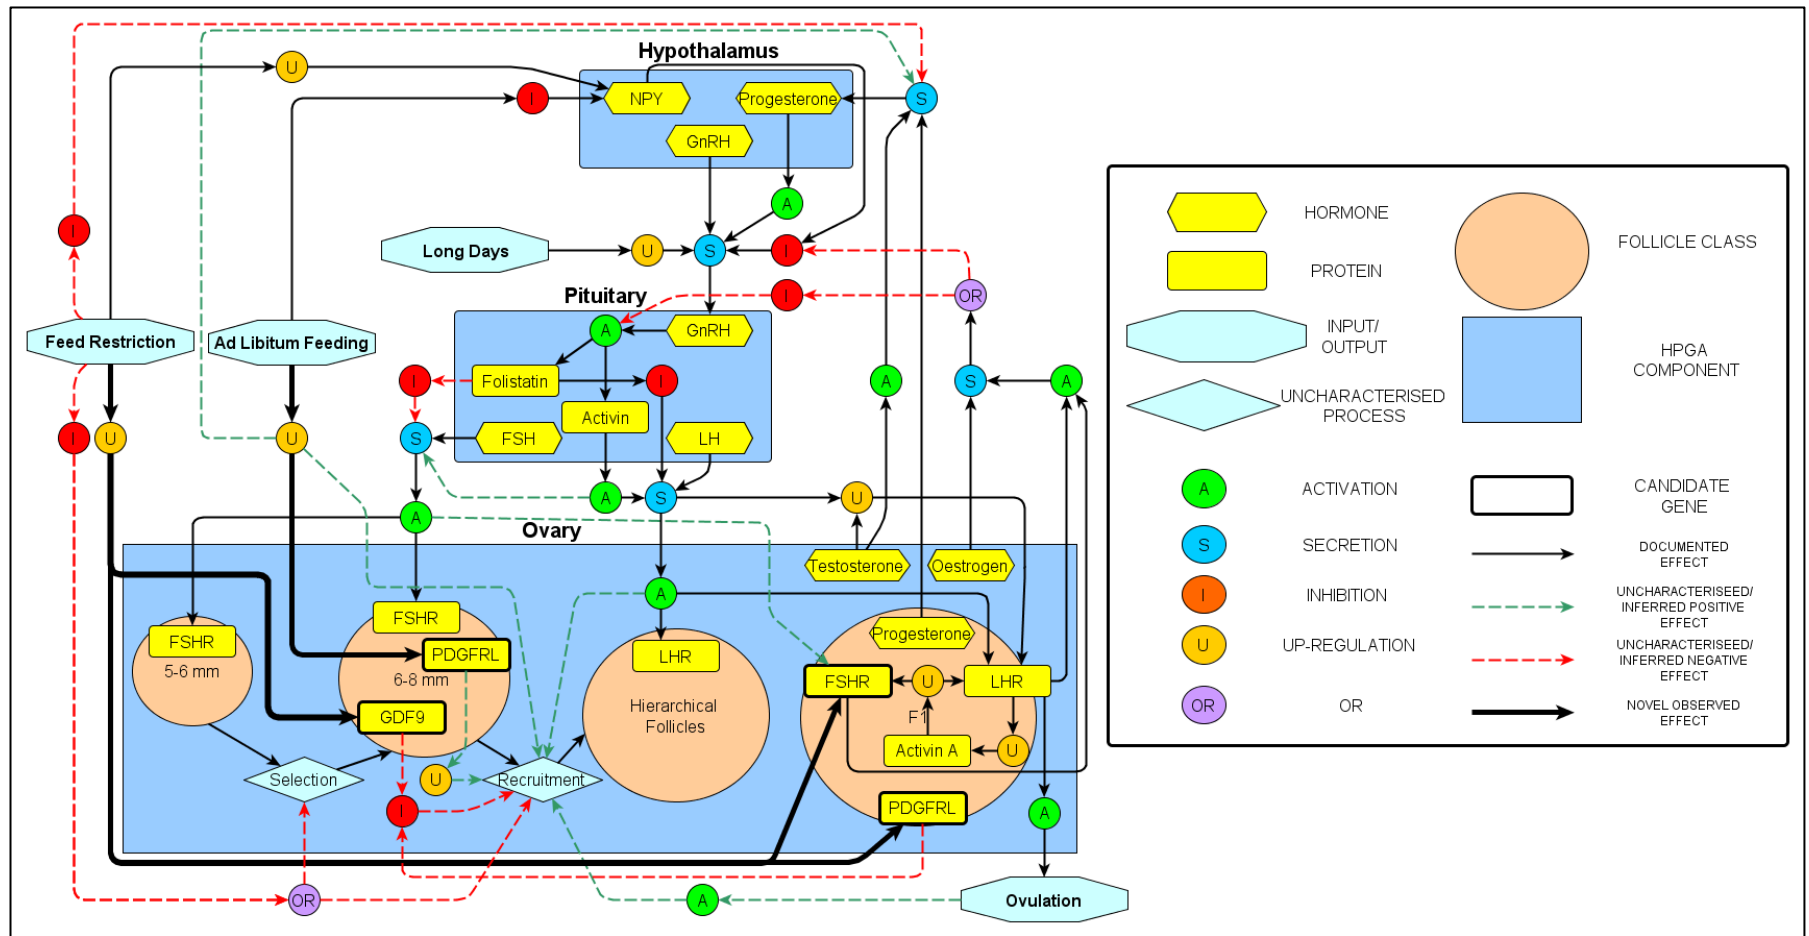 Hypothalamus
U
NPY
Progesterone
I
S
GnRH
A
I
Long Days
U
S
I
Pituitary
I
OR
Feed Restriction
Ad Libitum Feeding
A
GnRH
I
Folistatin
I
A
S
A
Activin
I
U
U
S
FSH
LH
A
S
U
A
Ovary
Testosterone
Oestrogen
A
FSHR
FSHR
Progesterone
5-6 mm
PDGFRL
6-8 mm
LHR
FSHR
U
LHR
GDF9
Hierarchical
Follicles
F1
Activin A
U
Selection
U
Recruitment
I
PDGFRL
A
OR
A
Ovulation
HORMONE
PROTEIN
INPUT/
OUTPUT
UNCHARACTERISED
PROCESS
FOLLICLE CLASS
HPGA
COMPONENT
A
ACTIVATION
S
SECRETION
I
INHIBITION
U
UP-REGULATION
OR
OR
CANDIDATE
GENE
DOCUMENTED
EFFECT
UNCHARACTERISEED/
INFERRED POSITIVE
EFFECT
UNCHARACTERISEED/
INFERRED NEGATIVE
EFFECT
NOVEL OBSERVED
EFFECT